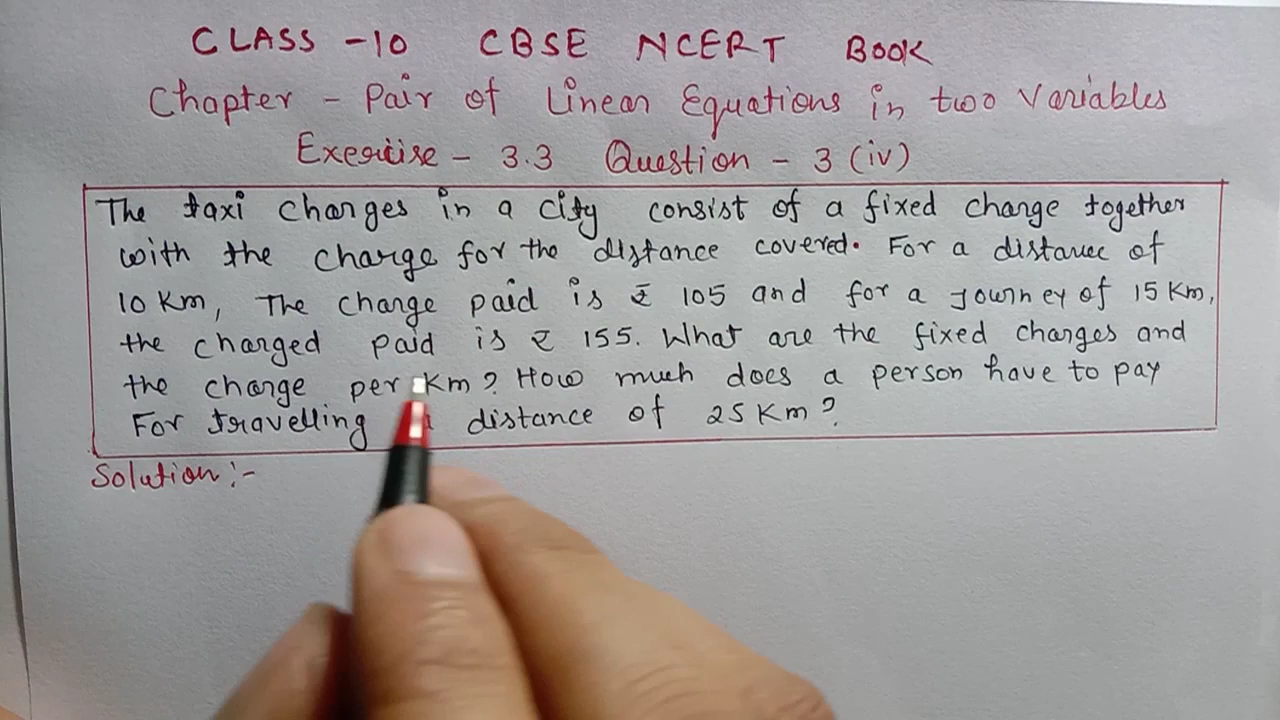 CLASS -10 CBSE NCERT BOOK
Chapter - Pair of Linear Equations in two Variables
Exercise - 3.3 Question - 3 (iv)
The taxi charges in a city consist of a fixed charge together
with the charge for the distance covered. For a distance of
10 Km, The charge paid is ₹ 105 and for a Journey of 15 Km,
the charged paid is ₹ 155. What are the fixed charges and
the charge per Km? How much does a person have to pay
For travelling distance of 25 Km?
Solution :-